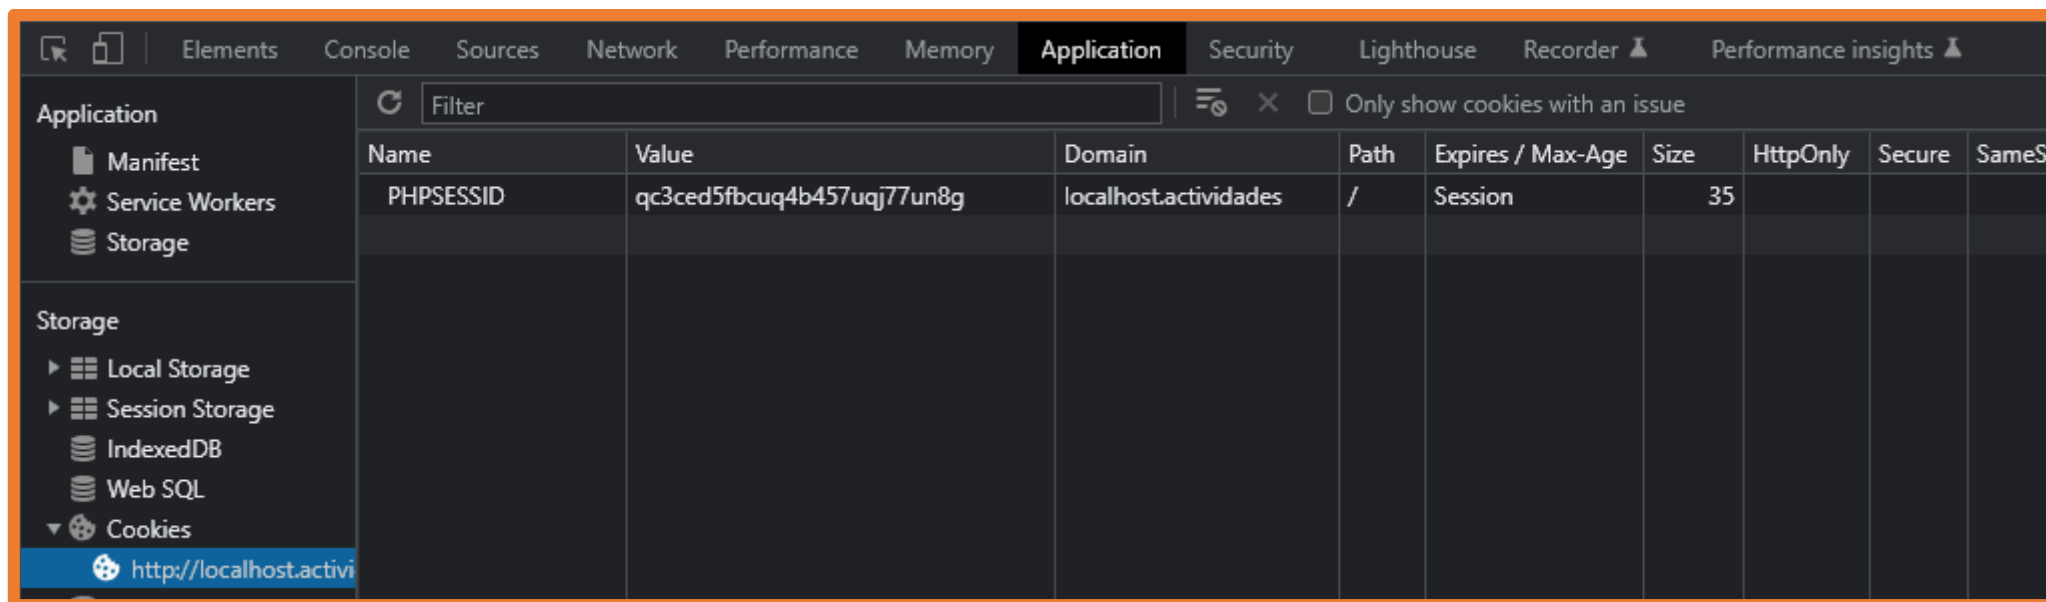 Elements Console Sources Network Performance Memory Application Security Lighthouse Recorder Performance insights
Application
Manifest
Service Workers
Storage
Storage
Local Storage
Session Storage
IndexedDB
Web SQL
Cookies
http://localhost.activi
Filter Only show cookies with an issue
Name Value Domain Path Expires / Max-Age Size HttpOnly Secure SameS
PHPSESSID qc3ced5fbcuq4b457uqj77un8g localhost.actividades / Session 35